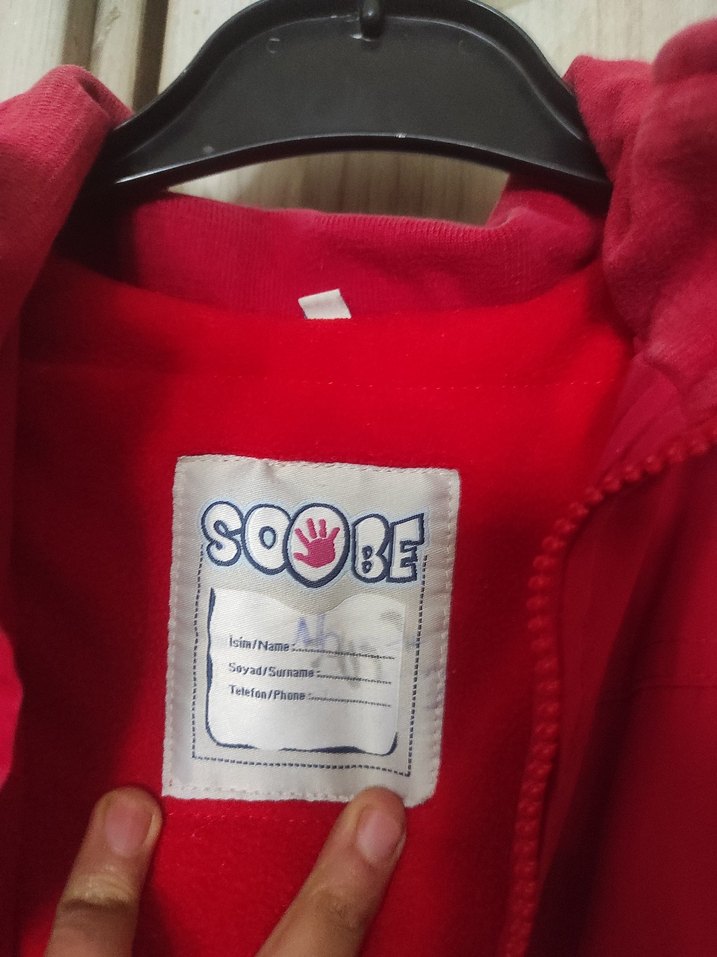 SOOBE
İsim/Name :
Soyad/Surname :
Telefon/Phone :